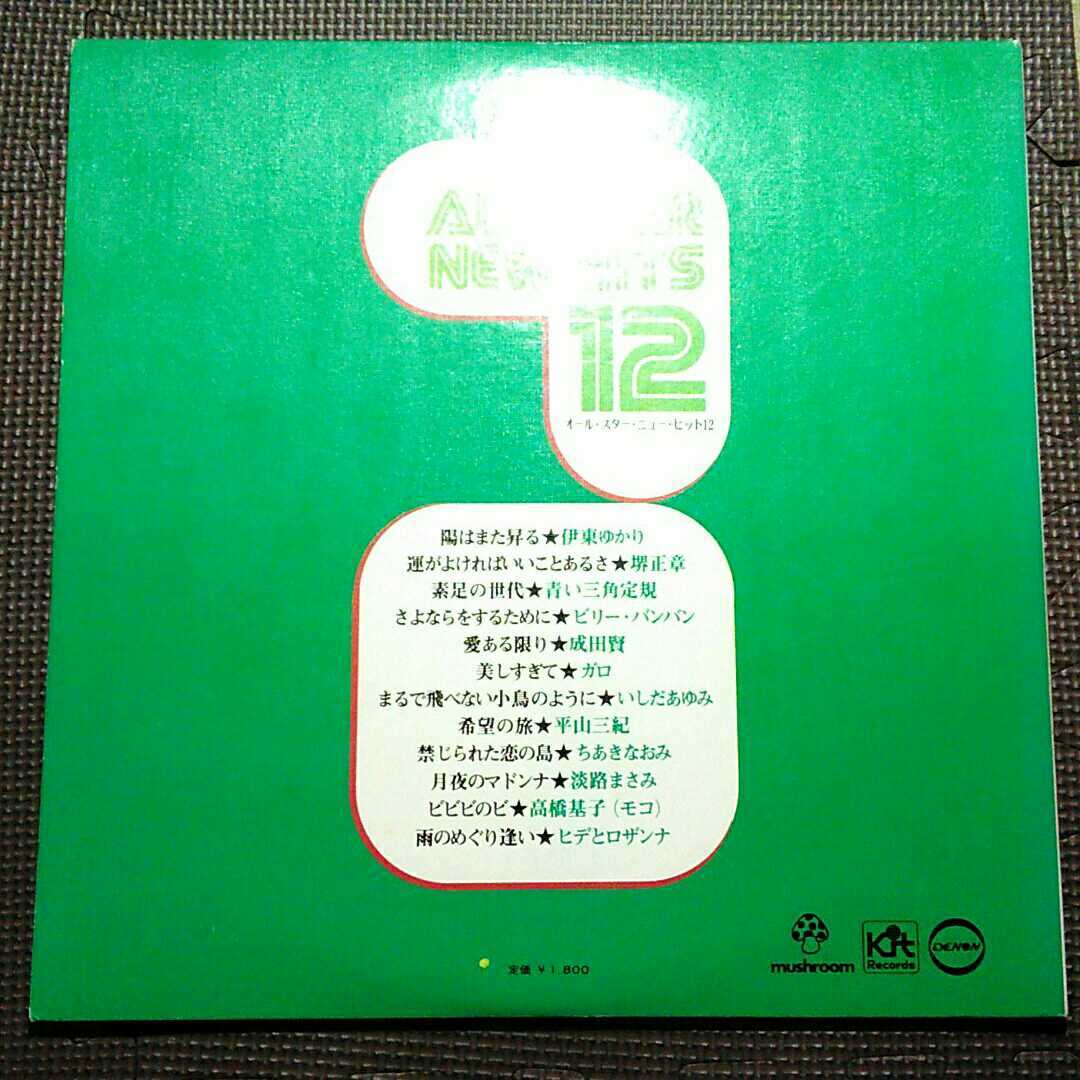 NEW HITS
12
オール・スター・ニュー・ヒット12
陽はまた昇る★伊東ゆかり
運がよければいいことあるさ★堺正章
素足の世代★青い三角定規
さよならをするために★ビリー・バンバン
愛ある限り★成田賢
美しすぎて★ガロ
まるで飛べない小鳥のように★いしだあゆみ
希望の旅★平山三紀
禁じられた恋の島★ちあきなおみ
月夜のマドンナ★淡路まさみ
ビビビのビ★高橋基子(モコ)
雨のめぐり逢い★ヒデとロザンナ
mushroom
Kit
Records
DENON
定価 ¥1,800